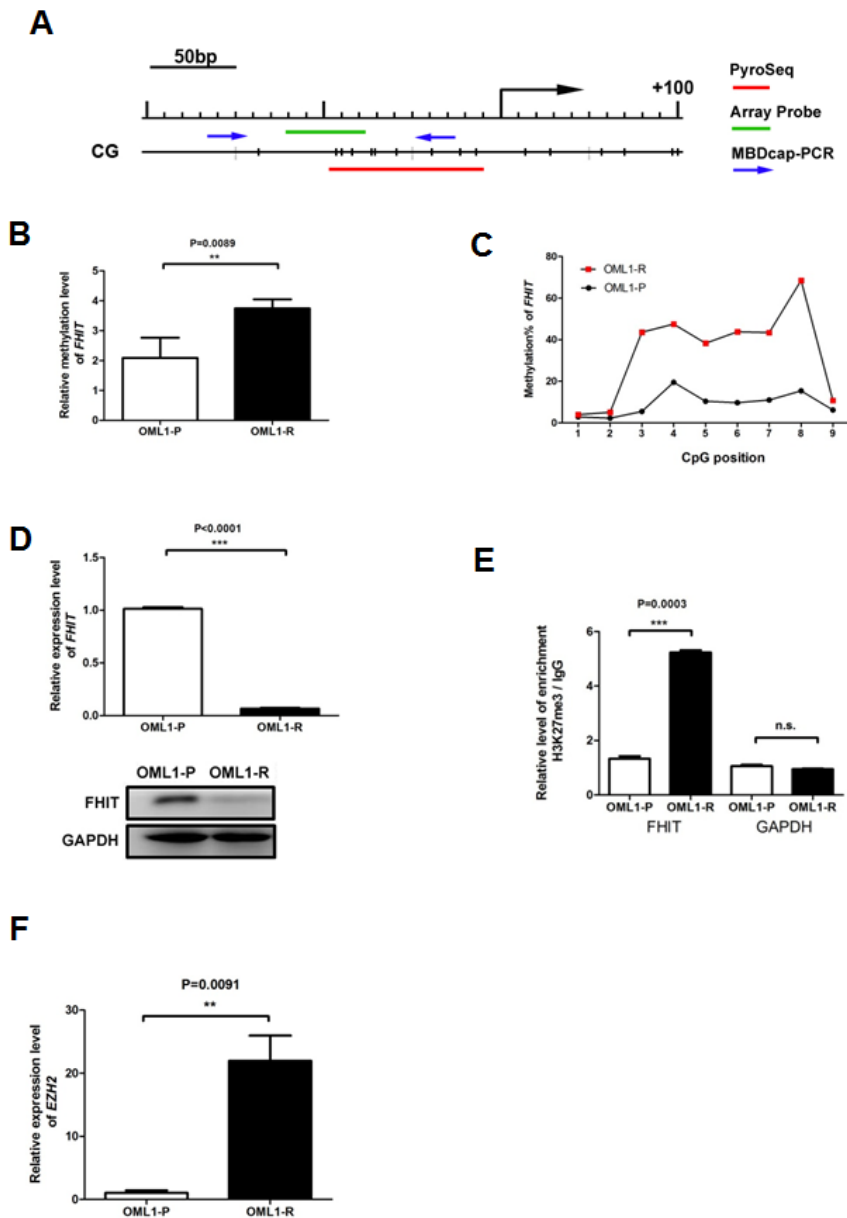 A
50bp
+100
CG
PyroSeq
Array Probe
MBDcap-PCR
B
P=0.0089
**
Relative methylation level
of FHIT
5
4
3
2
1
0
OML1-P
OML1-R
C
80
60
40
20
0
OML1-R
OML1-P
Methylation% of FHIT
1 2 3 4 5 6 7 8 9
CpG position
D
P<0.0001
***
Relative expression level
of FHIT
1.5
1.0
0.5
0.0
OML1-P
OML1-R
OML1-P OML1-R
FHIT
GAPDH
E
P=0.0003
***
n.s.
Relative level of enrichment
H3K27me3 / IgG
6
4
2
0
OML1-P OML1-R OML1-P OML1-R
FHIT GAPDH
F
P=0.0091
**
Relative expression level
of EZH2
30
20
10
0
OML1-P
OML1-R